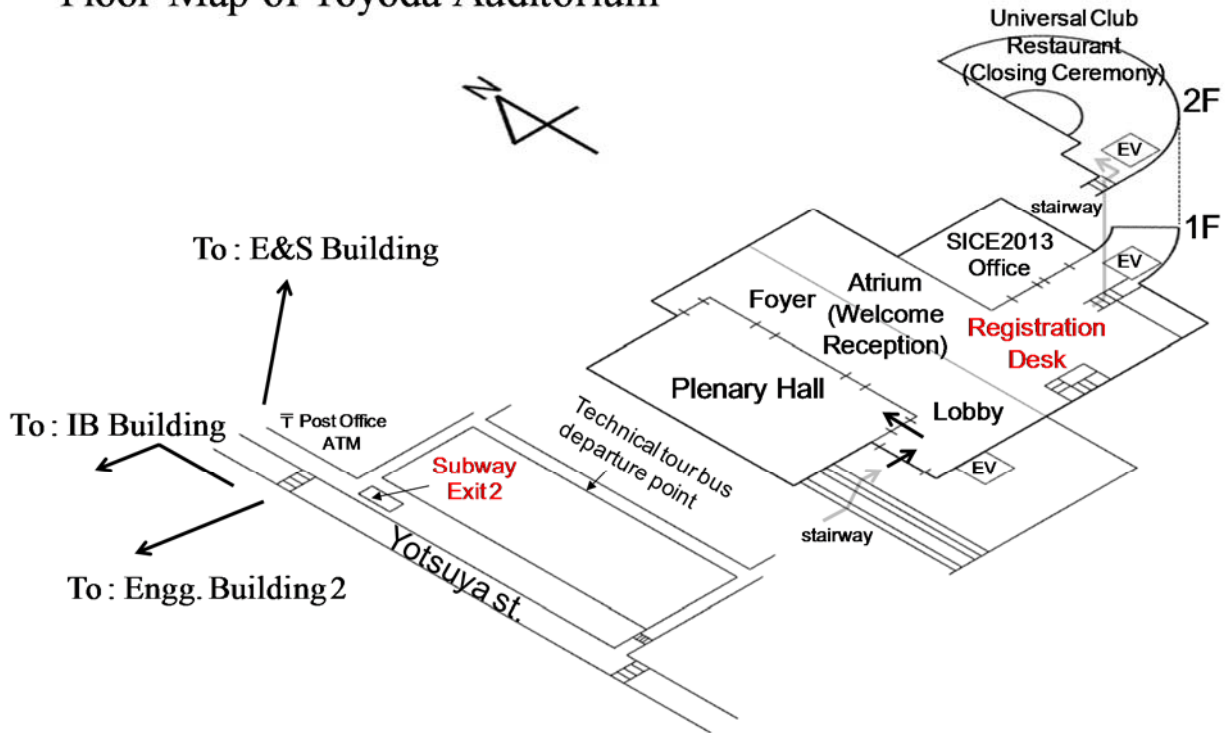 Floor Map of Toyoda Auditorium
Universal Club
Restaurant
(Closing Ceremony)
2F
EV
N
stairway
1F
SICE2013
Office
EV
To : E&S Building
Foyer
Atrium
(Welcome
Reception)
Registration
Desk
Plenary Hall
Lobby
〒 Post Office
ATM
To : IB Building
Technical tour bus
departure point
Subway
Exit 2
EV
stairway
Yotsuya st.
To : Engg. Building 2